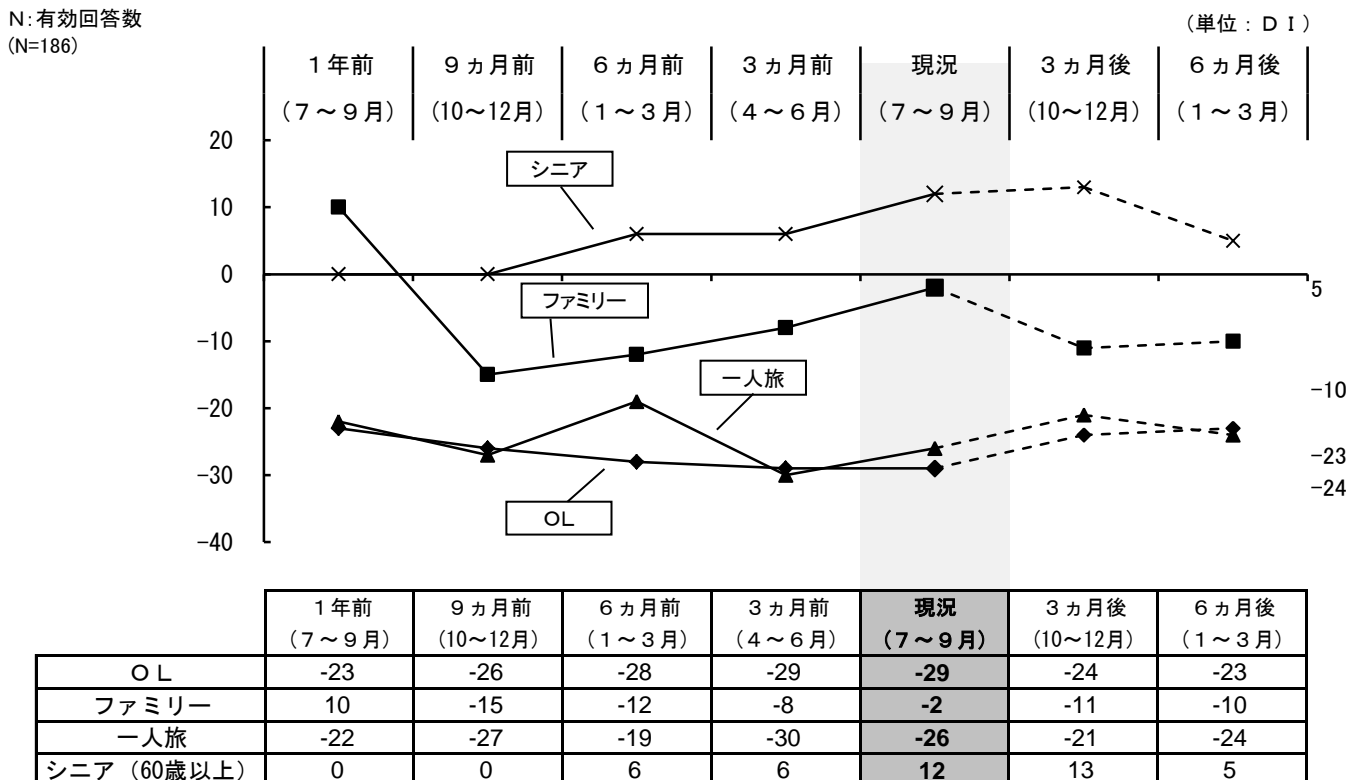 N:有効回答数
(N=186)
（単位：ＤＩ）
１年前 ９ヵ月前 ６ヵ月前 ３ヵ月前 現況 ３ヵ月後 ６ヵ月後
（７～９月） (10～12月) （１～３月） （４～６月） （７～９月） (10～12月) （１～３月）
20
シニア
10
0
5
ファミリー
-10
一人旅
-10
-20
-23
-30
-24
ＯＬ
-40
１年前 ９ヵ月前 ６ヵ月前 ３ヵ月前 現況 ３ヵ月後 ６ヵ月後
（７～９月） (10～12月) （１～３月） （４～６月） （７～９月） (10～12月) （１～３月）
ＯＬ -23 -26 -28 -29 -29 -24 -23
ファミリー 10 -15 -12 -8 -2 -11 -10
一人旅 -22 -27 -19 -30 -26 -21 -24
シニア（60歳以上） 0 0 6 6 12 13 5